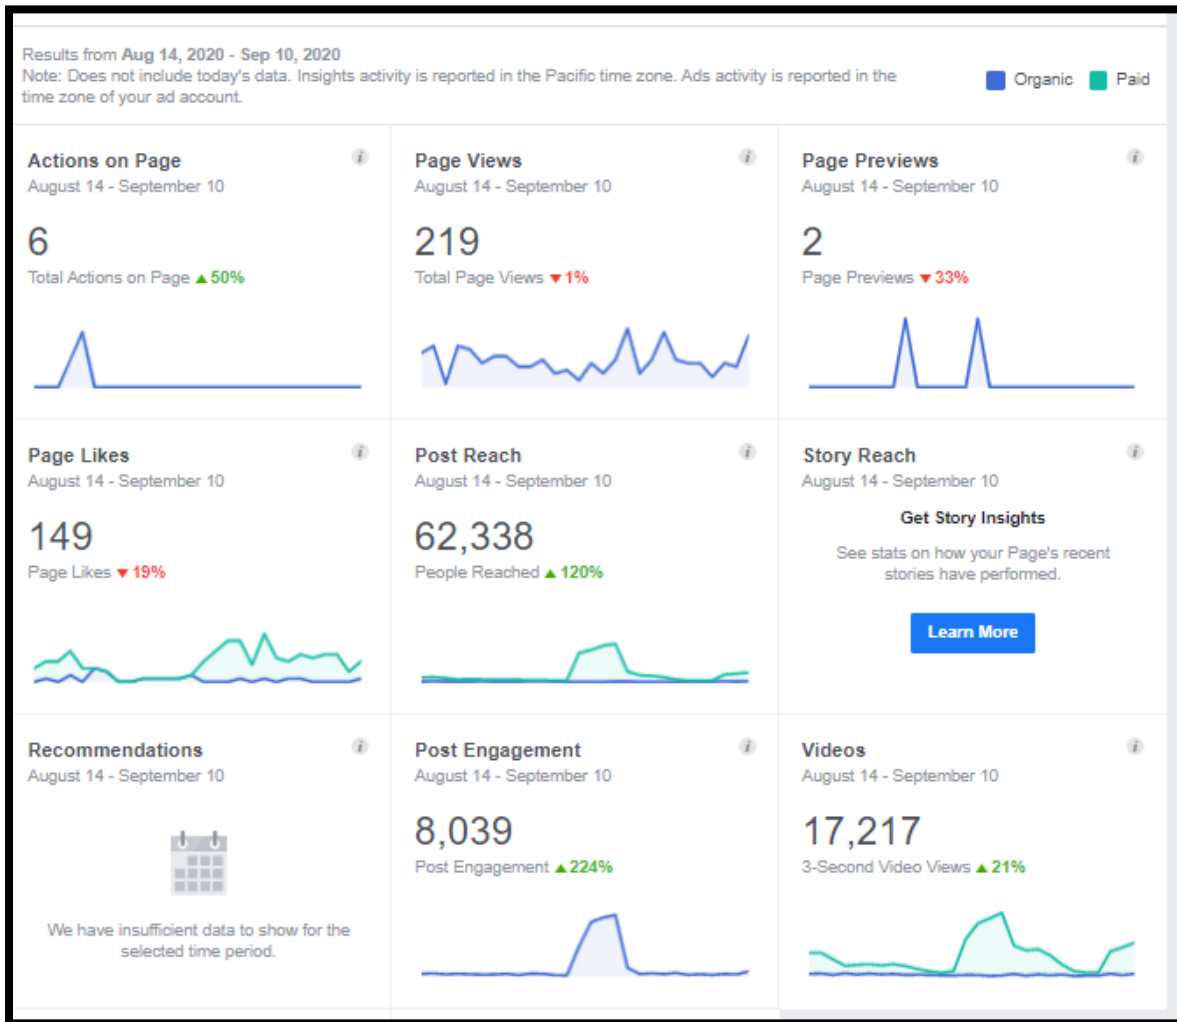 Results from Aug 14, 2020 - Sep 10, 2020
Note: Does not include today's data. Insights activity is reported in the Pacific time zone. Ads activity is reported in the
time zone of your ad account.
Organic Paid
Actions on Page
August 14 - September 10
6
Total Actions on Page ▲ 50%
Page Views
August 14 - September 10
219
Total Page Views ▼ 1%
Page Previews
August 14 - September 10
2
Page Previews ▼ 33%
Page Likes
August 14 - September 10
149
Page Likes ▼ 19%
Post Reach
August 14 - September 10
62,338
People Reached ▲ 120%
Story Reach
August 14 - September 10
Get Story Insights
See stats on how your Page's recent
stories have performed.
Learn More
Recommendations
August 14 - September 10
We have insufficient data to show for the
selected time period.
Post Engagement
August 14 - September 10
8,039
Post Engagement ▲ 224%
Videos
August 14 - September 10
17,217
3-Second Video Views ▲ 21%